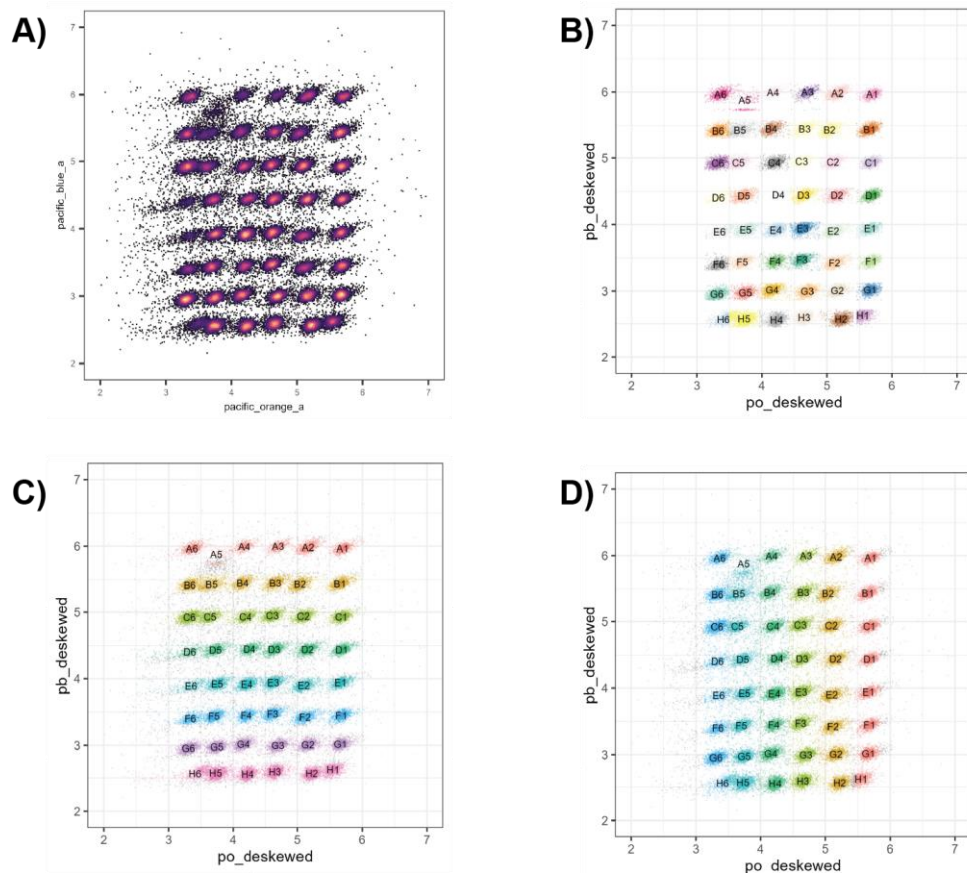 A)
7
6
5
4
3
2
pacific_blue_a
2 3 4 5 6 7
pacific_orange_a
B)
7
6
5
4
3
2
pb_deskewed
A6 A5 A4 A3 A2 A1
B6 B5 B4 B3 B2 B1
C6 C5 C4 C3 C2 C1
D6 D5 D4 D3 D2 D1
E6 E5 E4 E3 E2 E1
F6 F5 F4 F3 F2 F1
G6 G5 G4 G3 G2 G1
H6 H5 H4 H3 H2 H1
2 3 4 5 6 7
po_deskewed
C)
7
6
5
4
3
2
pb_deskewed
A6 A5 A4 A3 A2 A1
B6 B5 B4 B3 B2 B1
C6 C5 C4 C3 C2 C1
D6 D5 D4 D3 D2 D1
E6 E5 E4 E3 E2 E1
F6 F5 F4 F3 F2 F1
G6 G5 G4 G3 G2 G1
H6 H5 H4 H3 H2 H1
2 3 4 5 6 7
po_deskewed
D)
7
6
5
4
3
2
pb_deskewed
A6 A5 A4 A3 A2 A1
B6 B5 B4 B3 B2 B1
C6 C5 C4 C3 C2 C1
D6 D5 D4 D3 D2 D1
E6 E5 E4 E3 E2 E1
F6 F5 F4 F3 F2 F1
G6 G5 G4 G3 G2 G1
H6 H5 H4 H3 H2 H1
2 3 4 5 6 7
po_deskewed